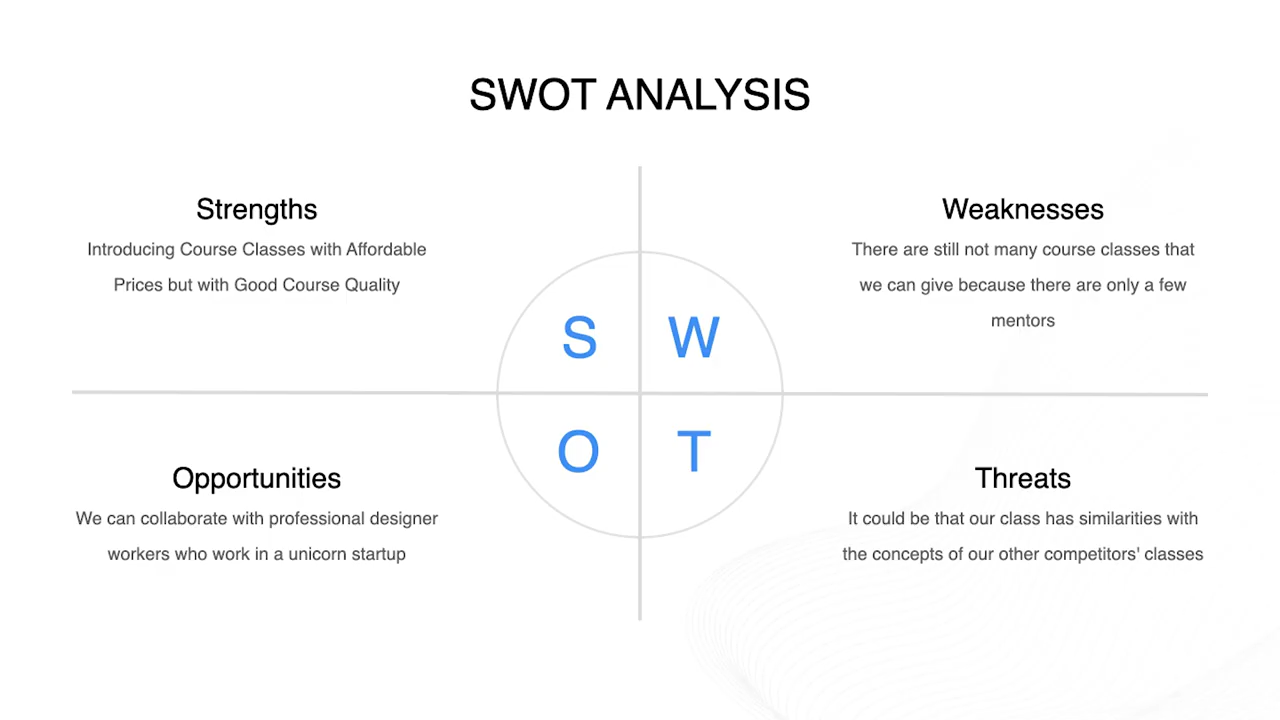 SWOT ANALYSIS
Strengths
Introducing Course Classes with Affordable
Prices but with Good Course Quality
Weaknesses
There are still not many course classes that
we can give because there are only a few
mentors
S W
O T
Opportunities
We can collaborate with professional designer
workers who work in a unicorn startup
Threats
It could be that our class has similarities with
the concepts of our other competitors' classes